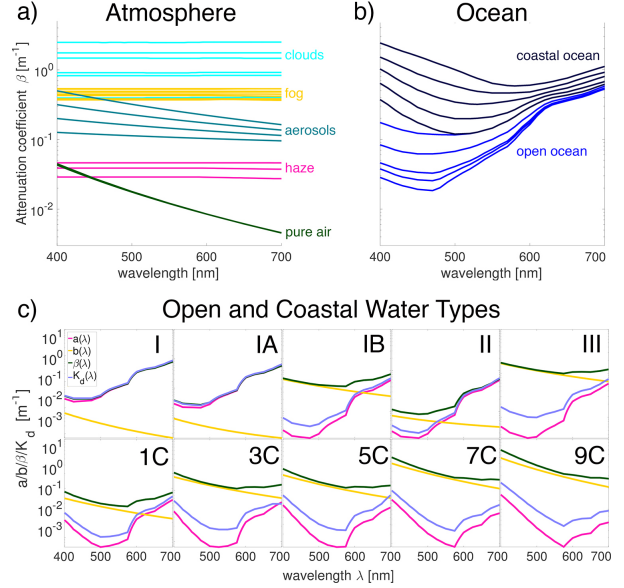 a) Atmosphere
Attenuation coefficient β [m⁻¹]
10⁰
10⁻¹
10⁻²
clouds
fog
aerosols
haze
pure air
400 500 600 700
wavelength [nm]
b) Ocean
coastal ocean
open ocean
400 500 600 700
wavelength [nm]
c) Open and Coastal Water Types
a/b/β/K_d [m⁻¹]
10¹
10⁰
10⁻¹
10⁻²
10⁻³
a(λ)
b(λ)
β(λ)
K_d(λ)
I IA IB II III
10¹
10⁰
10⁻¹
10⁻²
10⁻³
1C 3C 5C 7C 9C
400 500 600 700 500 600 700 500 600 700 500 600 700 500 600 700
wavelength λ [nm]